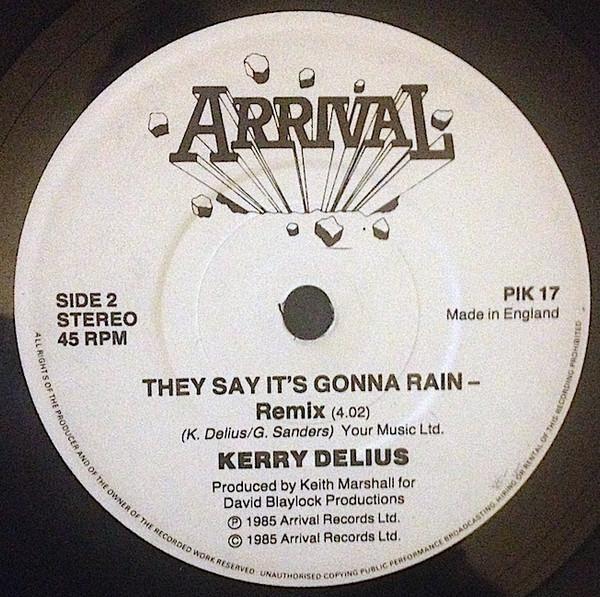 ARRIVAL
SIDE 2
STEREO
45 RPM
PIK 17
Made in England
THEY SAY IT'S GONNA RAIN –
Remix (4.02)
(K. Delius/G. Sanders) Your Music Ltd.
KERRY DELIUS
Produced by Keith Marshall for
David Blaylock Productions
Ⓟ 1985 Arrival Records Ltd.
© 1985 Arrival Records Ltd.
ALL RIGHTS OF THE PRODUCER AND OF THE OWNER OF THE RECORDED WORK RESERVED · UNAUTHORISED COPYING PUBLIC PERFORMANCE BROADCASTING HIRING OR RENTAL OF THIS RECORDING PROHIBITED